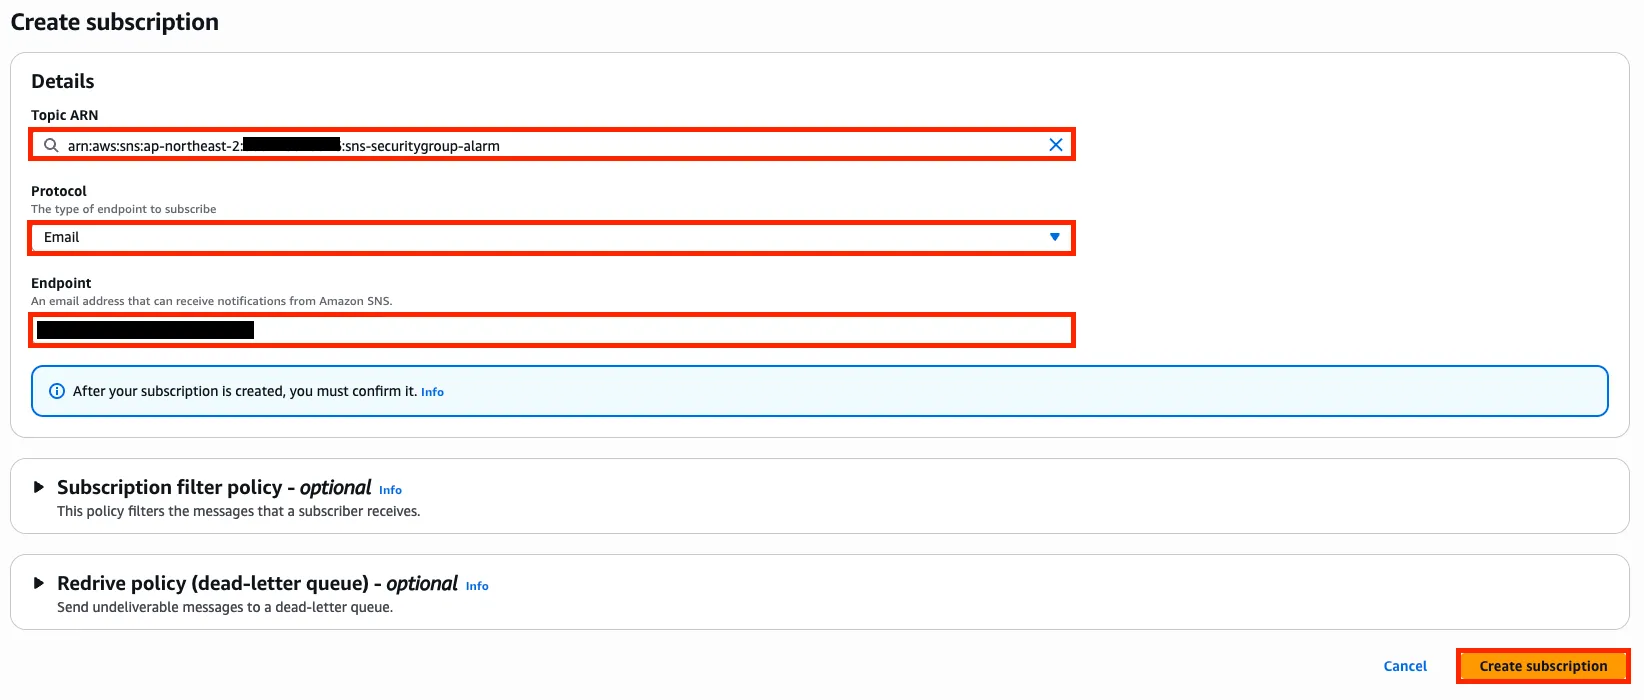 Create subscription
Details
Topic ARN
arn:aws:sns:ap-northeast-2: :sns-securitygroup-alarm
Protocol
The type of endpoint to subscribe
Email
Endpoint
An email address that can receive notifications from Amazon SNS.
After your subscription is created, you must confirm it. Info
Subscription filter policy - optional Info
This policy filters the messages that a subscriber receives.
Redrive policy (dead-letter queue) - optional Info
Send undeliverable messages to a dead-letter queue.
Cancel Create subscription